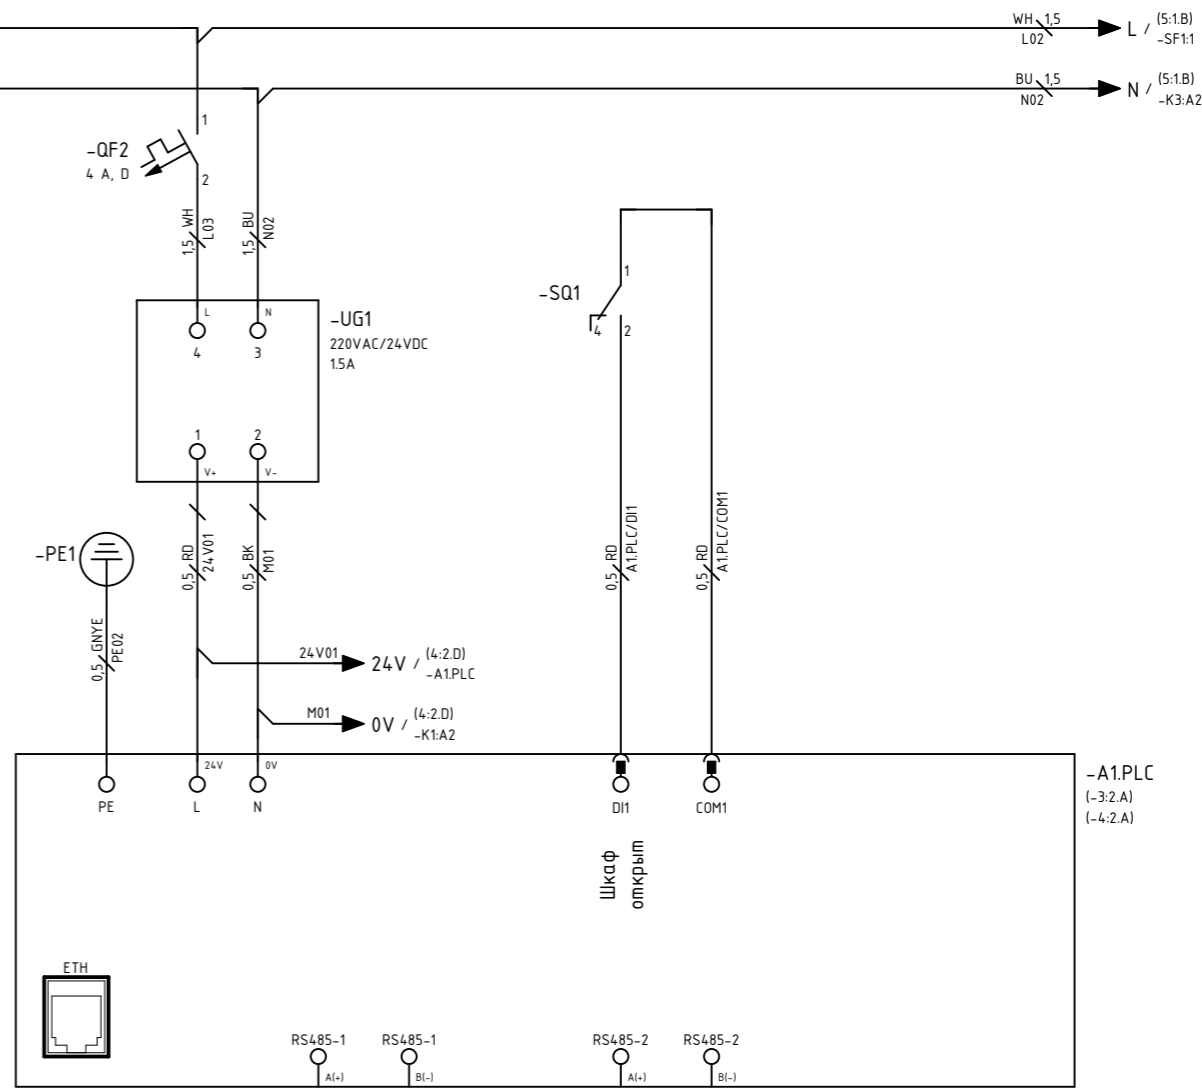 WH 1,5
L02
L / (5:1.B)
-SF1:1
BU 1,5
N02
N / (5:1.B)
-K3:A2
1
-QF2
4 A, D
2
1,5 WH
L03
1,5 BU
N02
-SQ1
1
4 2
L N
4 3
-UG1
220VAC/24VDC
1.5A
1 2
V+ V-
-PE1
0,5 GNYE
PE02
0,5 RD
24V01
0,5 BK
M01
0,5 RD
A1.PLC/DI1
0,5 RD
A1.PLC/COM1
24V01
24V / (4:2.D)
-A1.PLC
M01
0V / (4:2.D)
-K1:A2
24V 0V
PE L N DI1 COM1
-A1.PLC
(-3:2.A)
(-4:2.A)
Шкаф
открыт
ETH
RS485-1 RS485-1 RS485-2 RS485-2
A(+) B(-) A(+) B(-)